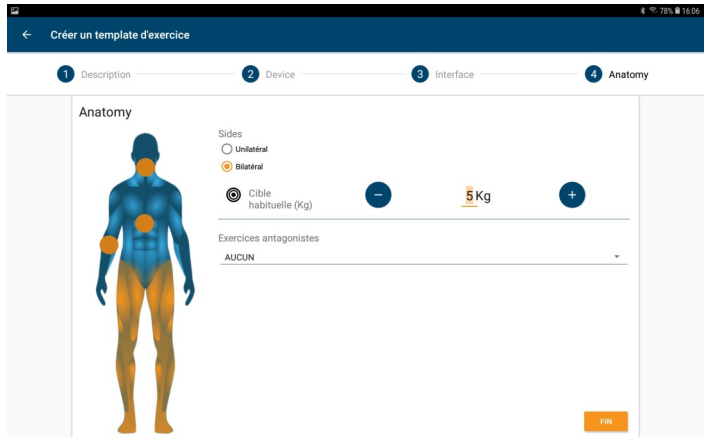 78% 16:06
Créer un template d'exercice
1 Description
2 Device
3 Interface
4 Anatomy
Anatomy
Sides
Unilatéral
Bilatéral
Cible
habituelle (Kg)
- 5 Kg +
Exercices antagonistes
AUCUN
FIN